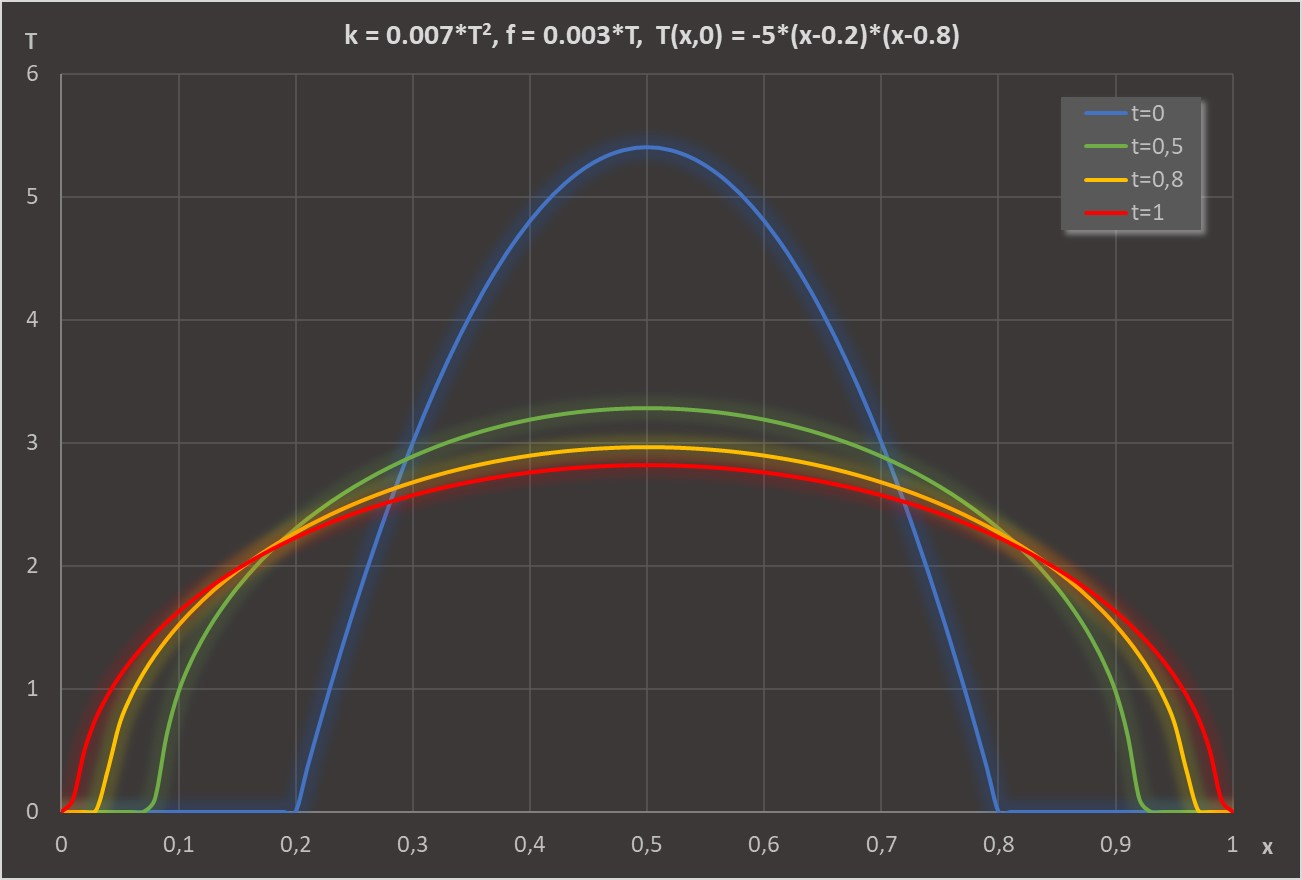 k = 0.007*T², f = 0.003*T, T(x,0) = -5*(x-0.2)*(x-0.8)
T
6
5
4
3
2
1
0
t=0
t=0,5
t=0,8
t=1
0 0,1 0,2 0,3 0,4 0,5 0,6 0,7 0,8 0,9 1 x